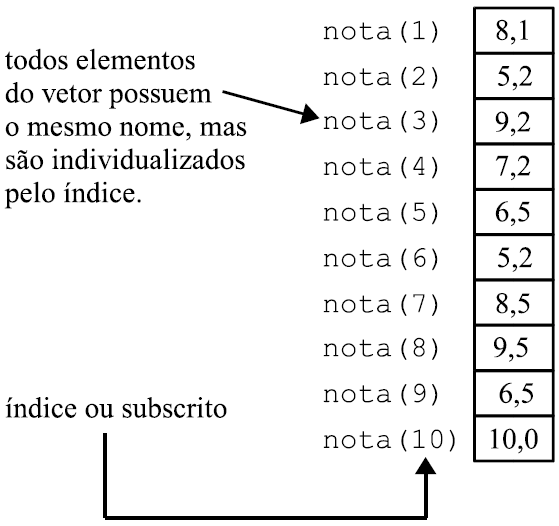 todos elementos
do vetor possuem
o mesmo nome, mas
são individualizados
pelo índice.
nota(1) 8,1
nota(2) 5,2
nota(3) 9,2
nota(4) 7,2
nota(5) 6,5
nota(6) 5,2
nota(7) 8,5
nota(8) 9,5
nota(9) 6,5
nota(10) 10,0
índice ou subscrito